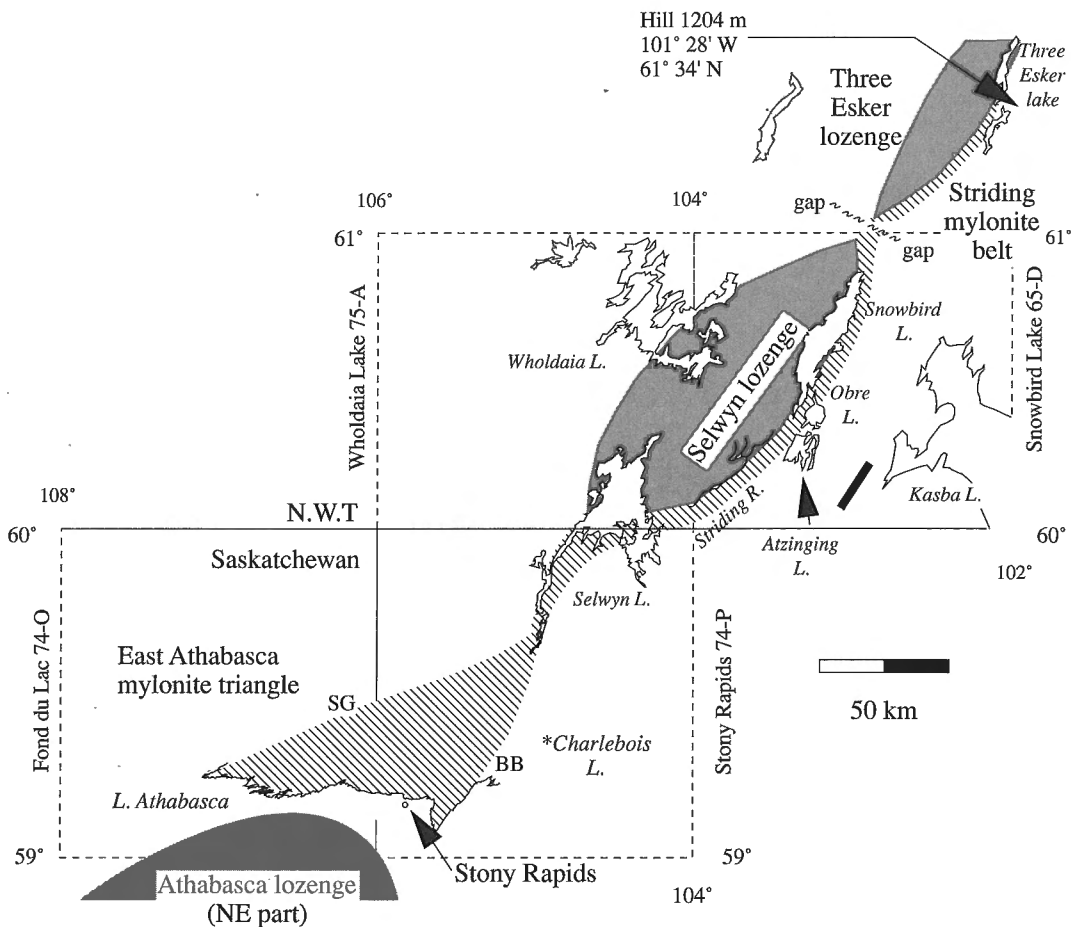 Hill 1204 m
101° 28' W
61° 34' N
Three
Esker
lake
Three
Esker
lozenge
106°
104°
gap
Striding
mylonite
belt
61°
gap
61°
Wholdaia Lake 75-A
Snowbird Lake 65-D
Snowbird
L.
Wholdaia L.
Selwyn lozenge
Obre
L.
108°
N.W.T
Striding R.
Kasba L.
60°
60°
Saskatchewan
Atzinging
L.
102°
Selwyn L.
Fond du Lac 74-O
Stony Rapids 74-P
East Athabasca
mylonite triangle
SG
50 km
*Charlebois
L.
BB
L. Athabasca
59°
59°
Stony Rapids
104°
Athabasca lozenge
(NE part)